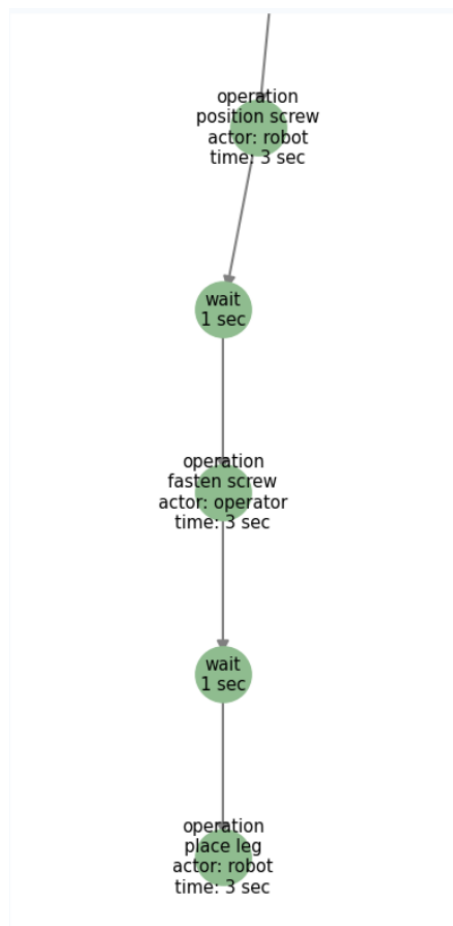 operation
position screw
actor: robot
time: 3 sec
wait
1 sec
operation
fasten screw
actor: operator
time: 3 sec
wait
1 sec
operation
place leg
actor: robot
time: 3 sec